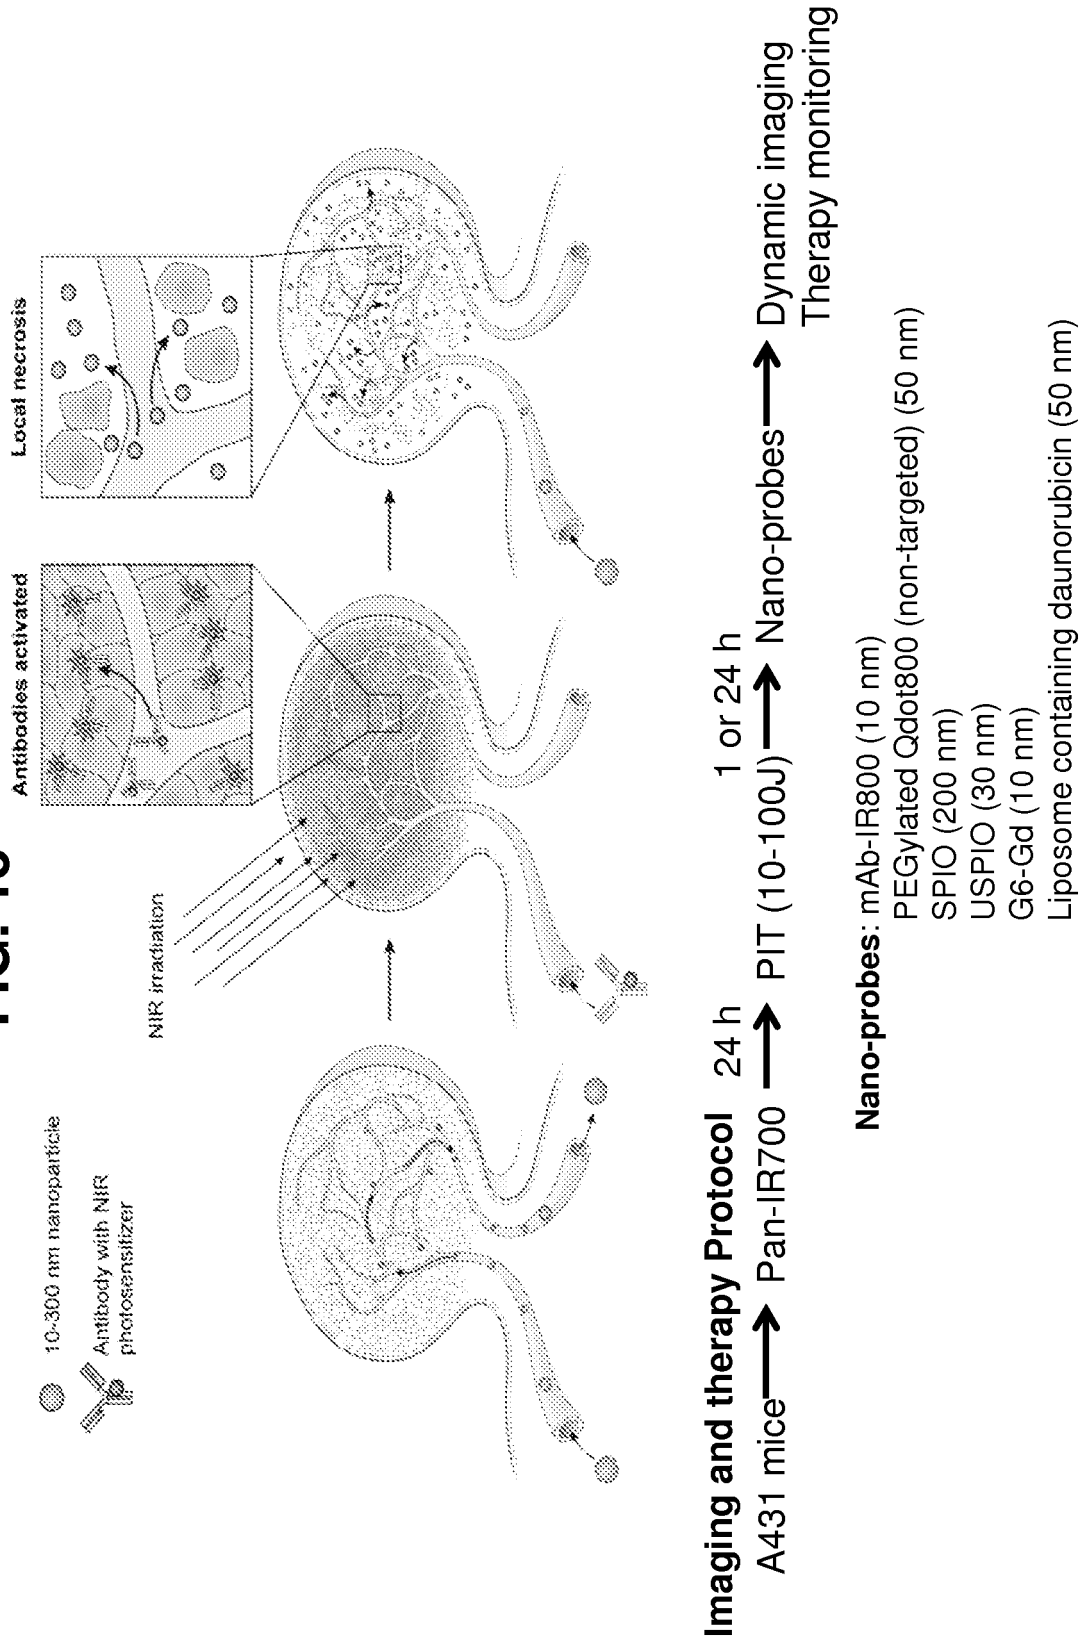 10-300 nm nanoparticle
Antibody with NIR
photosensitizer
NIR irradiation
Antibodies activated
Local necrosis
Imaging and therapy Protocol
24 h
1 or 24 h
A431 mice Pan-IR700 PIT (10-100J) Nano-probes Dynamic imaging
Therapy monitoring
Nano-probes: mAb-IR800 (10 nm)
PEGylated Qdot800 (non-targeted) (50 nm)
SPIO (200 nm)
USPIO (30 nm)
G6-Gd (10 nm)
Liposome containing daunorubicin (50 nm)